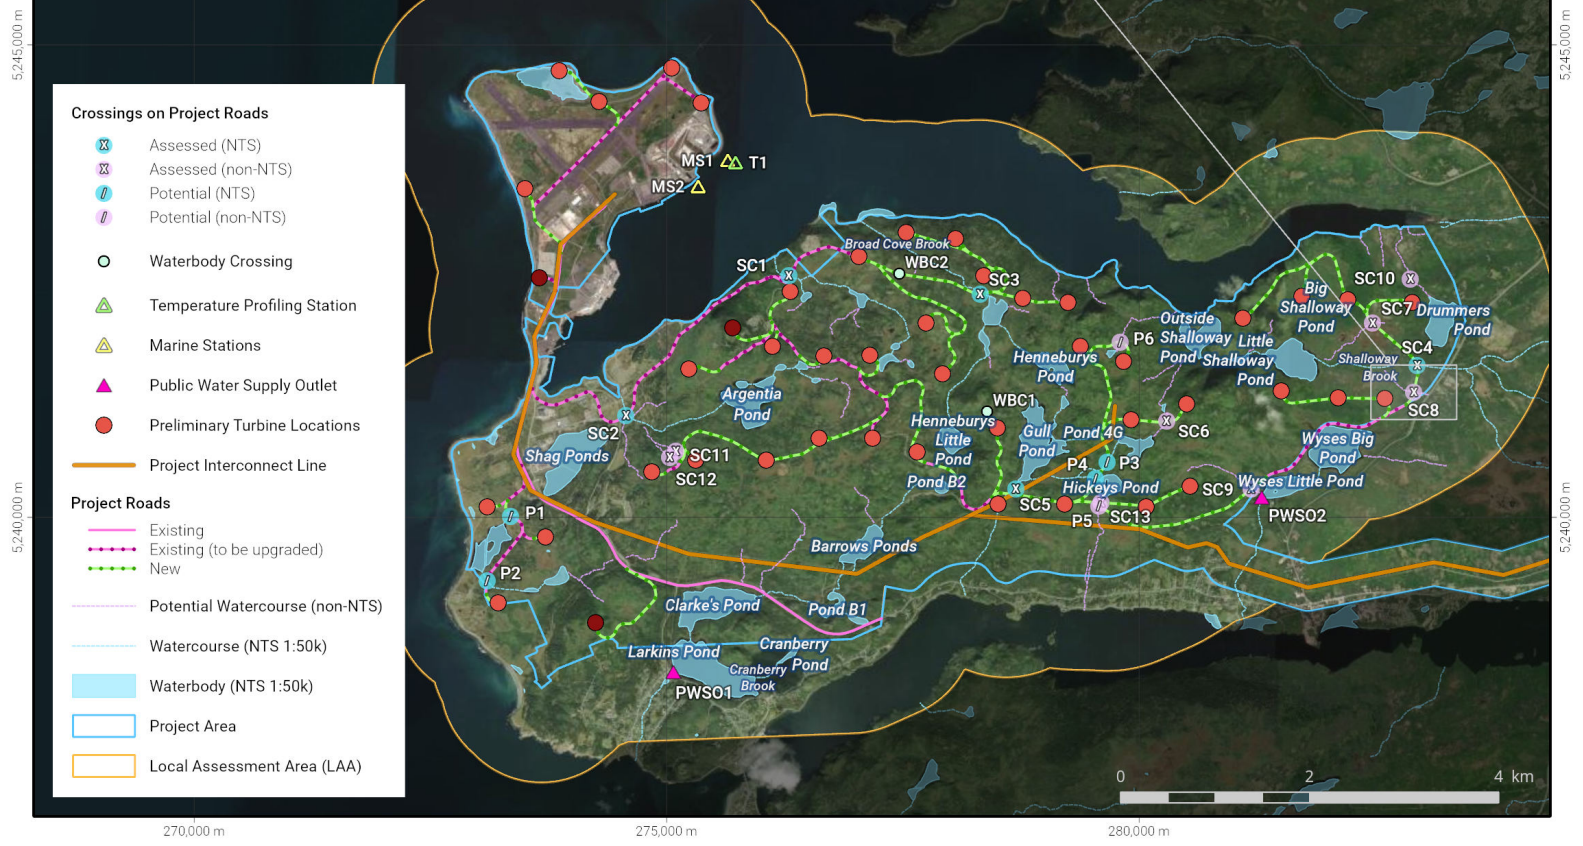 5,245,000 m
5,245,000 m
Crossings on Project Roads
Assessed (NTS)
Assessed (non-NTS)
Potential (NTS)
Potential (non-NTS)
Waterbody Crossing
Temperature Profiling Station
Marine Stations
Public Water Supply Outlet
Preliminary Turbine Locations
Project Interconnect Line
Project Roads
Existing
Existing (to be upgraded)
New
Potential Watercourse (non-NTS)
Watercourse (NTS 1:50k)
Waterbody (NTS 1:50k)
Project Area
Local Assessment Area (LAA)
MS1
T1
MS2
Broad Cove Brook
SC1
WBC2
SC3
SC10
Big
Shalloway
Pond
SC7
Drummers
Pond
Outside
Shalloway
Pond
P6
Little
Shalloway
Pond
SC4
Shalloway
Brook
Henneburys
Pond
SC8
Argentia
Pond
WBC1
SC2
Henneburys
Little
Pond
Gull
Pond
Pond 4G
SC6
Wyses Big
Pond
Shag Ponds
SC11
SC12
P4
P3
Pond B2
Hickeys Pond
SC9
Wyses Little Pond
SC5
P5
SC13
PWSO2
P1
5,240,000 m
5,240,000 m
Barrows Ponds
P2
Clarke's Pond
Pond B1
Larkins Pond
Cranberry
Pond
Cranberry
Brook
PWSO1
0
2
4 km
270,000 m
275,000 m
280,000 m